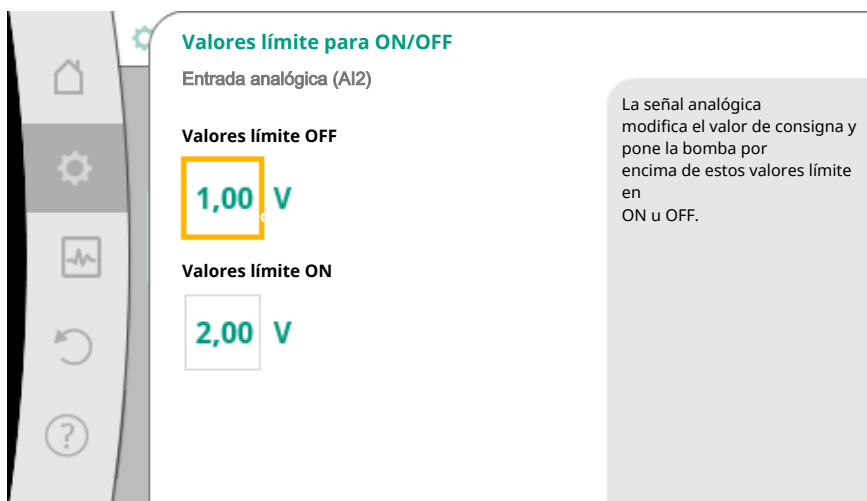 Valores límite para ON/OFF
Entrada analógica (AI2)
Valores límite OFF
1,00 V
Valores límite ON
2,00 V
La señal analógica
modifica el valor de consigna y
pone la bomba por
encima de estos valores límite
en
ON u OFF.
?